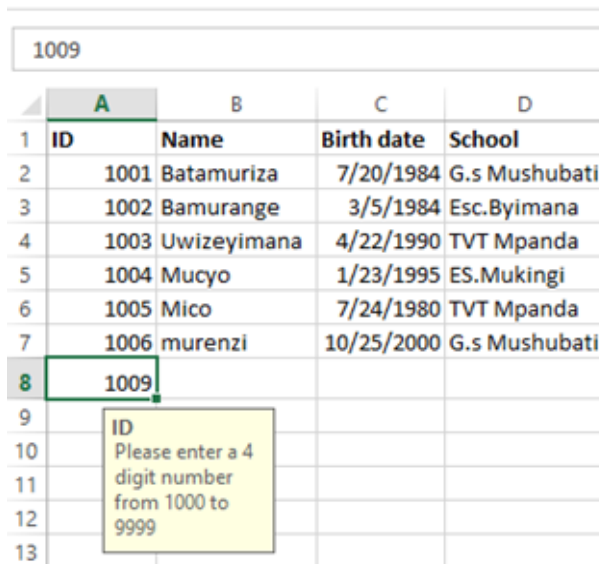 1009
A B C D
1 ID Name Birth date School
2 1001 Batamuriza 7/20/1984 G.s Mushubati
3 1002 Bamurange 3/5/1984 Esc.Byimana
4 1003 Uwizeyimana 4/22/1990 TVT Mpanda
5 1004 Mucyo 1/23/1995 ES.Mukingi
6 1005 Mico 7/24/1980 TVT Mpanda
7 1006 murenzi 10/25/2000 G.s Mushubati
8 1009
9
ID
10
Please enter a 4
11
digit number
12
from 1000 to
9999
13